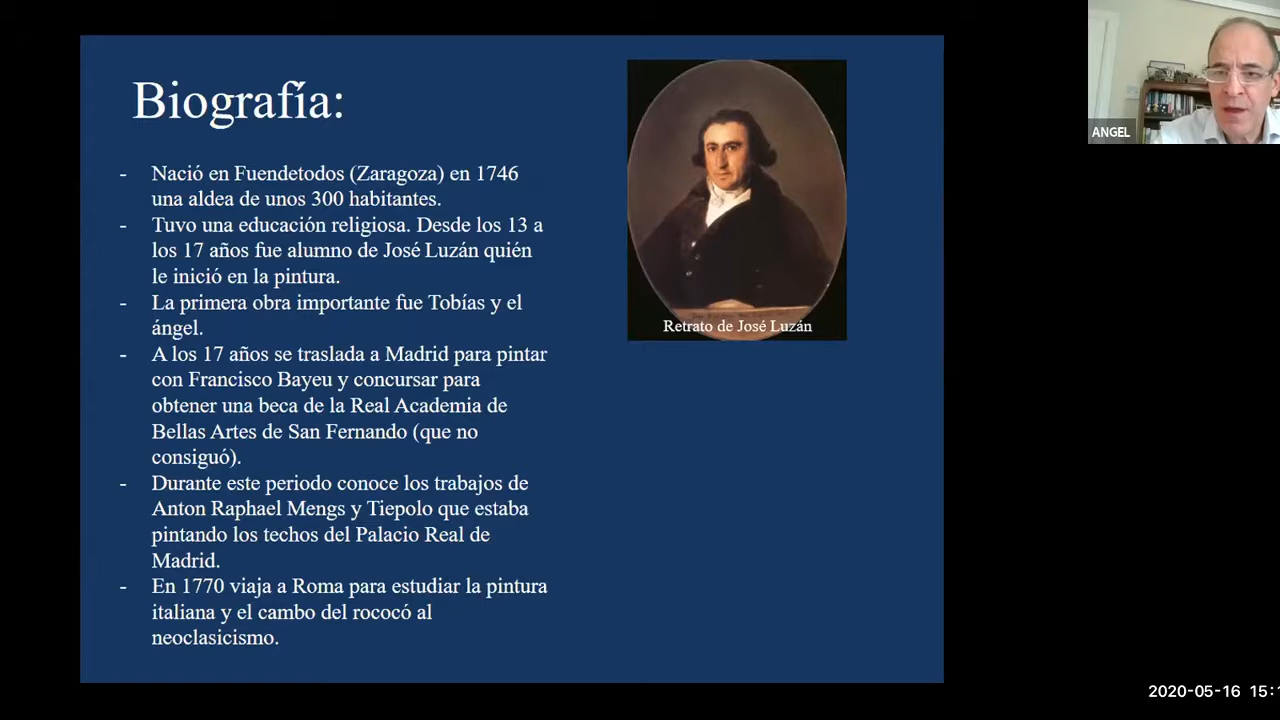 Biografía:
- Nació en Fuendetodos (Zaragoza) en 1746
una aldea de unos 300 habitantes.
- Tuvo una educación religiosa. Desde los 13 a
los 17 años fue alumno de José Luzán quién
le inició en la pintura.
- La primera obra importante fue Tobías y el
ángel.
- A los 17 años se traslada a Madrid para pintar
con Francisco Bayeu y concursar para
obtener una beca de la Real Academia de
Bellas Artes de San Fernando (que no
consiguó).
- Durante este periodo conoce los trabajos de
Anton Raphael Mengs y Tiepolo que estaba
pintando los techos del Palacio Real de
Madrid.
- En 1770 viaja a Roma para estudiar la pintura
italiana y el cambo del rococó al
neoclasicismo.
Retrato de José Luzán
ANGEL
2020-05-16 15:1